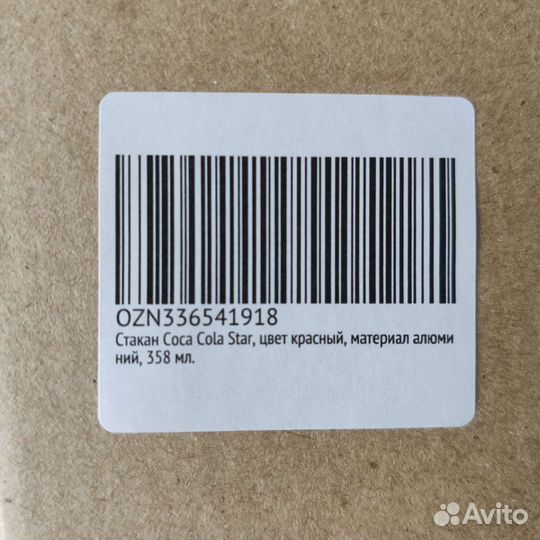 OZN336541918
Стакан Coca Cola Star, цвет красный, материал алюми
ний, 358 мл.
Avito